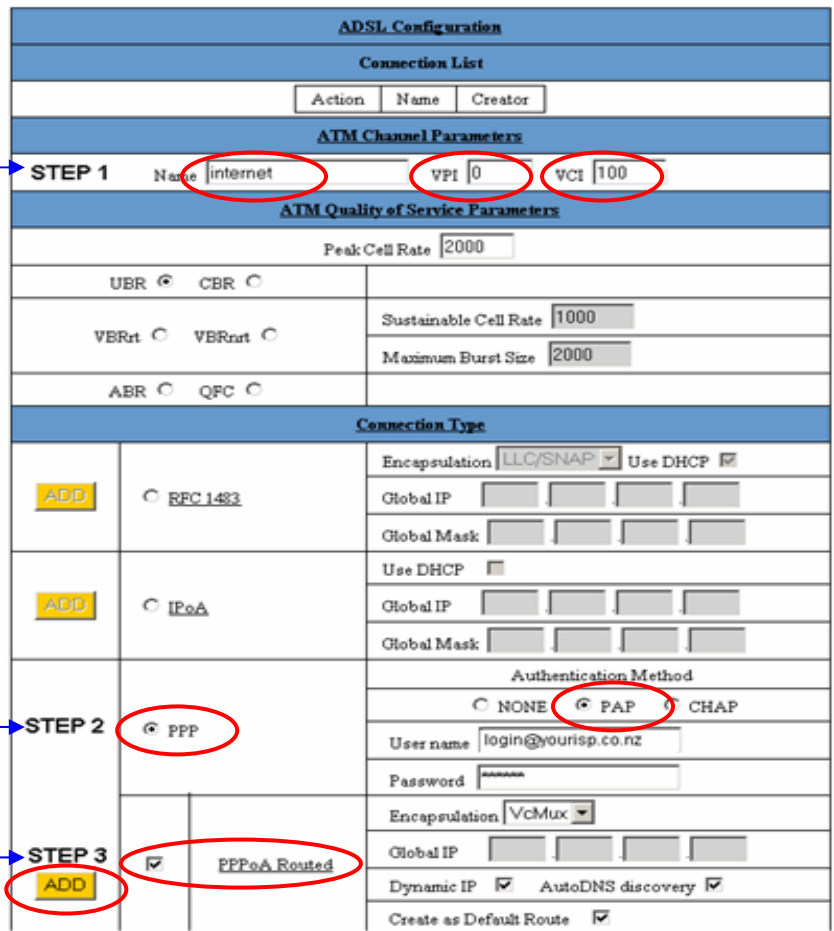 ADSL Configuration
Connection List
Action Name Creator
ATM Channel Parameters
STEP 1 Name internet VPI 0 VCI 100
ATM Quality of Service Parameters
Peak Cell Rate 2000
UBR CBR
VBRrt VBRnrt
Sustainable Cell Rate 1000
Maximum Burst Size 2000
ABR QFC
Connection Type
ADD RFC 1483
Encapsulation LLC/SNAP Use DHCP
Global IP . . .
Global Mask . . .
ADD IPoA
Use DHCP
Global IP . . .
Global Mask . . .
STEP 2 PPP
Authentication Method
NONE PAP CHAP
User name login@yourisp.co.nz
Password ******
STEP 3
ADD
PPPoA Routed
Encapsulation VcMux
Global IP . . .
Dynamic IP AutoDNS discovery
Create as Default Route